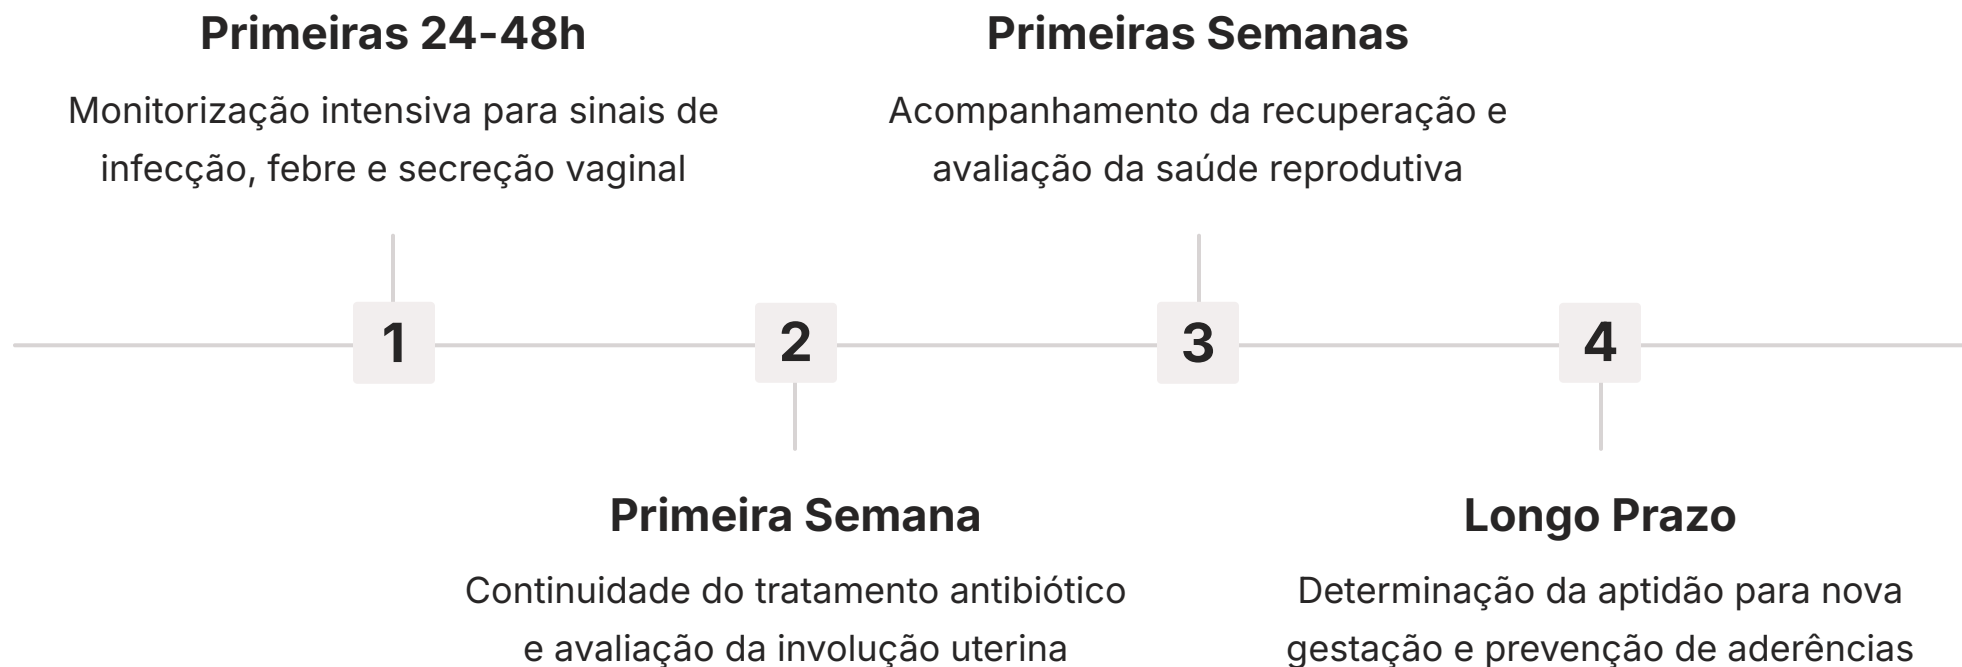 Primeiras 24-48h
Monitorização intensiva para sinais de
infecção, febre e secreção vaginal
Primeiras Semanas
Acompanhamento da recuperação e
avaliação da saúde reprodutiva
1
2
3
4
Primeira Semana
Continuidade do tratamento antibiótico
e avaliação da involução uterina
Longo Prazo
Determinação da aptidão para nova
gestação e prevenção de aderências